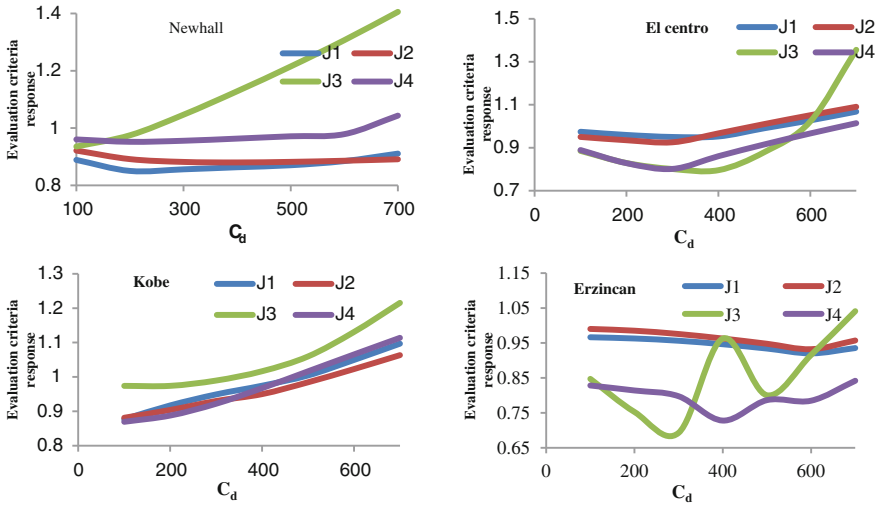 Newhall
Evaluation criteria
response
1.4
1.2
1
0.8
100
300
500
700
C_d
J1
J2
J3
J4
El centro
Evaluation criteria
response
1.5
1.3
1.1
0.9
0.7
0
200
400
600
C_d
J1
J2
J3
J4
Kobe
Evaluation criteria
response
1.3
1.2
1.1
1
0.9
0.8
0
200
400
600
C_d
J1
J2
J3
J4
Erzincan
Evaluation criteria
response
1.15
1.05
0.95
0.85
0.75
0.65
0
200
400
600
C_d
J1
J2
J3
J4